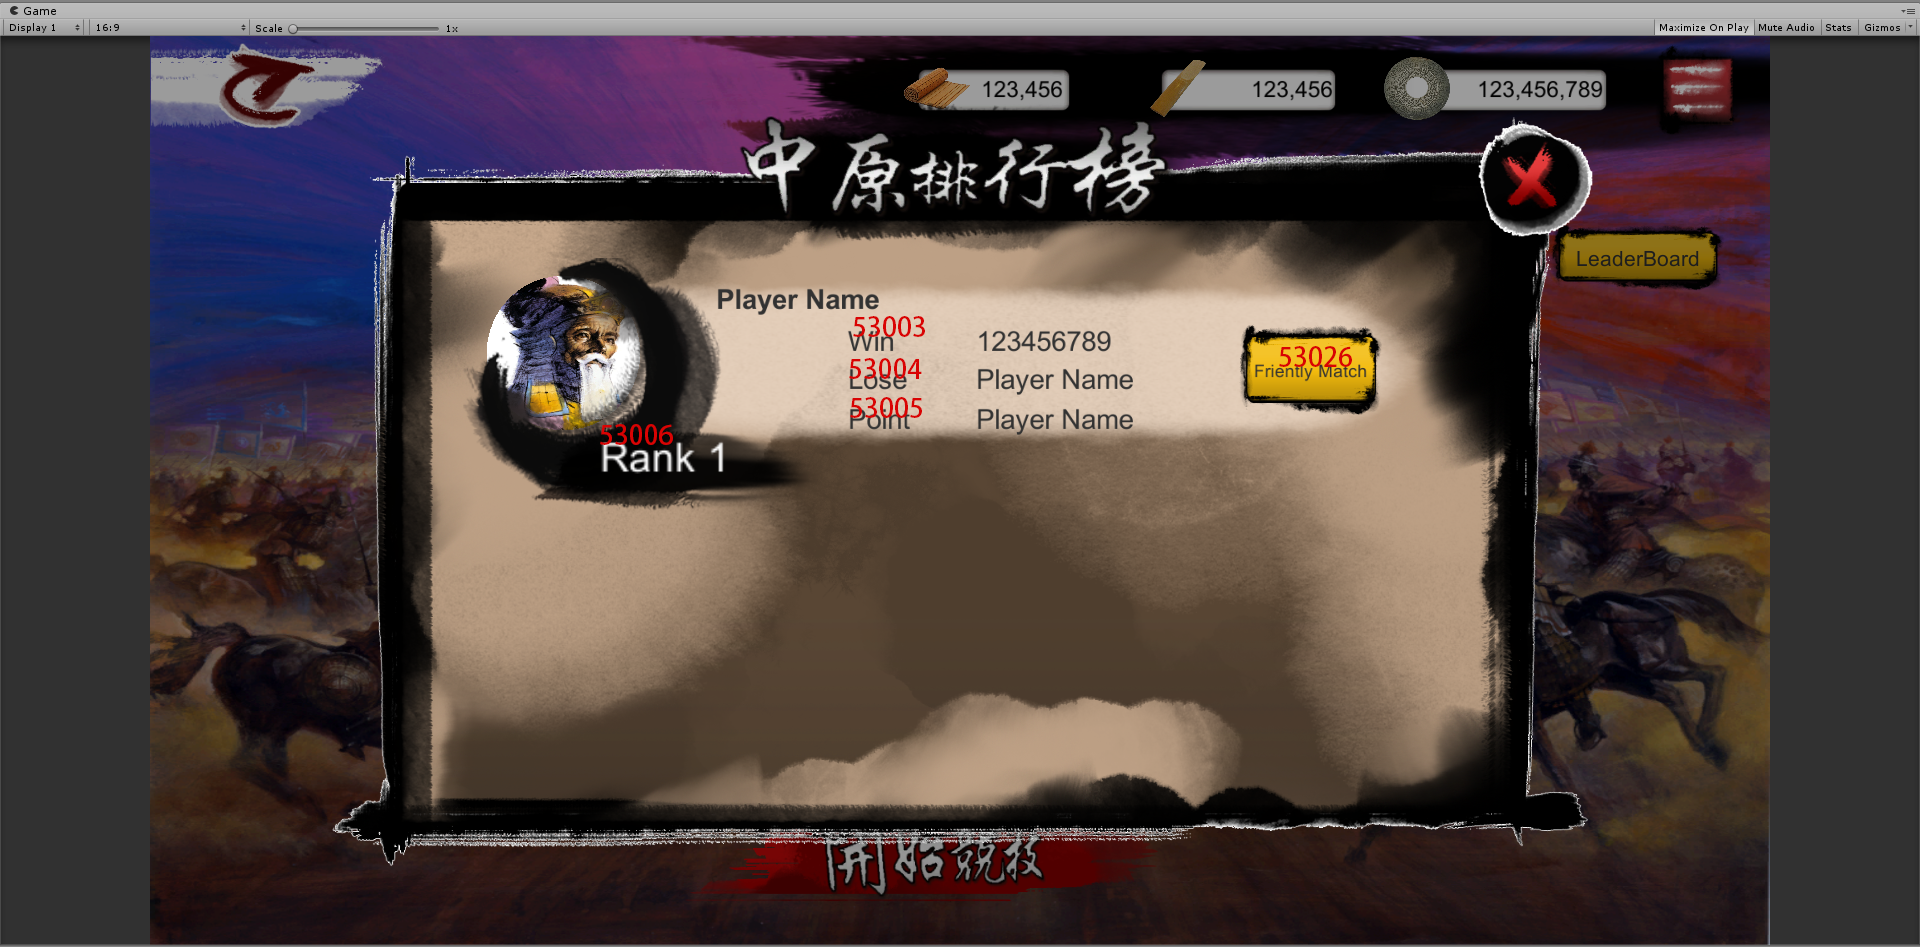 Game
Display 1
16:9
Scale
1x
Maximize On Play
Mute Audio
Stats
Gizmos
123,456
123,456
123,456,789
中原排行榜
LeaderBoard
Player Name
53003
Win
123456789
53004
Lose
Player Name
53005
Point
Player Name
53026
Friently Match
53006
Rank 1
開始競技